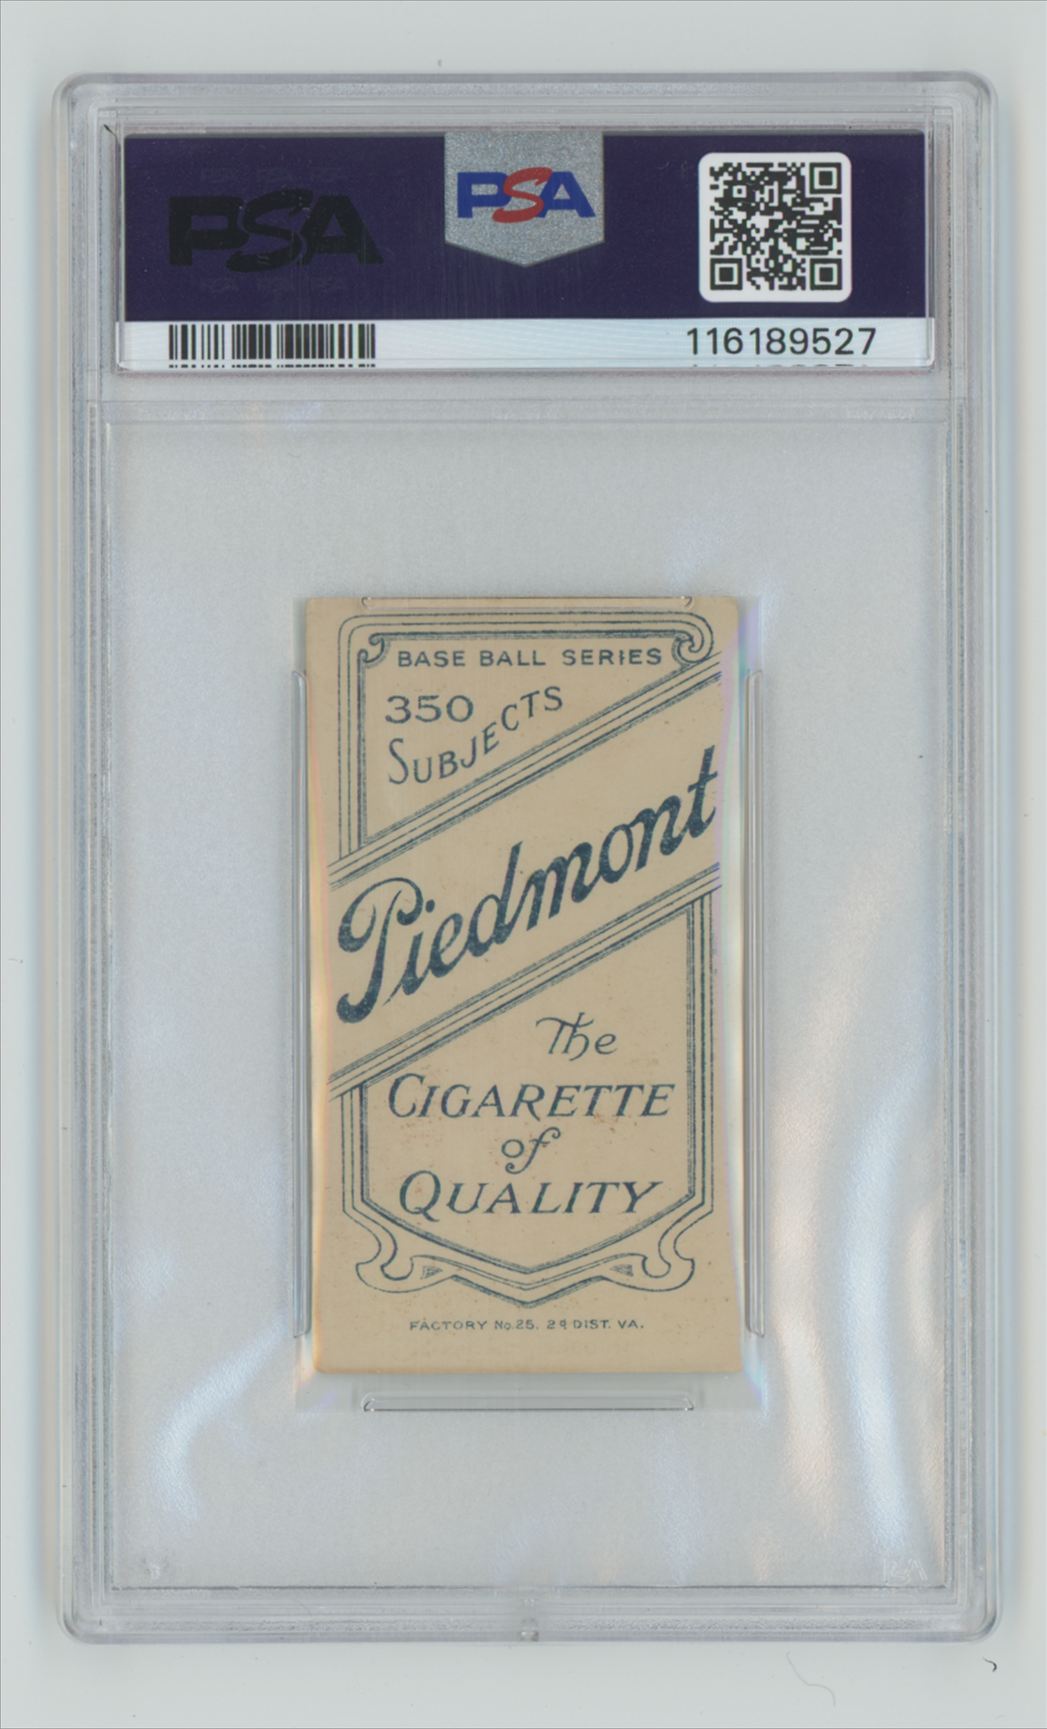 PSA
PSA
116189527
BASE BALL SERIES
350
SUBJECTS
Piedmont
The
CIGARETTE
of
QUALITY
FACTORY No. 25. 2d DIST. VA.